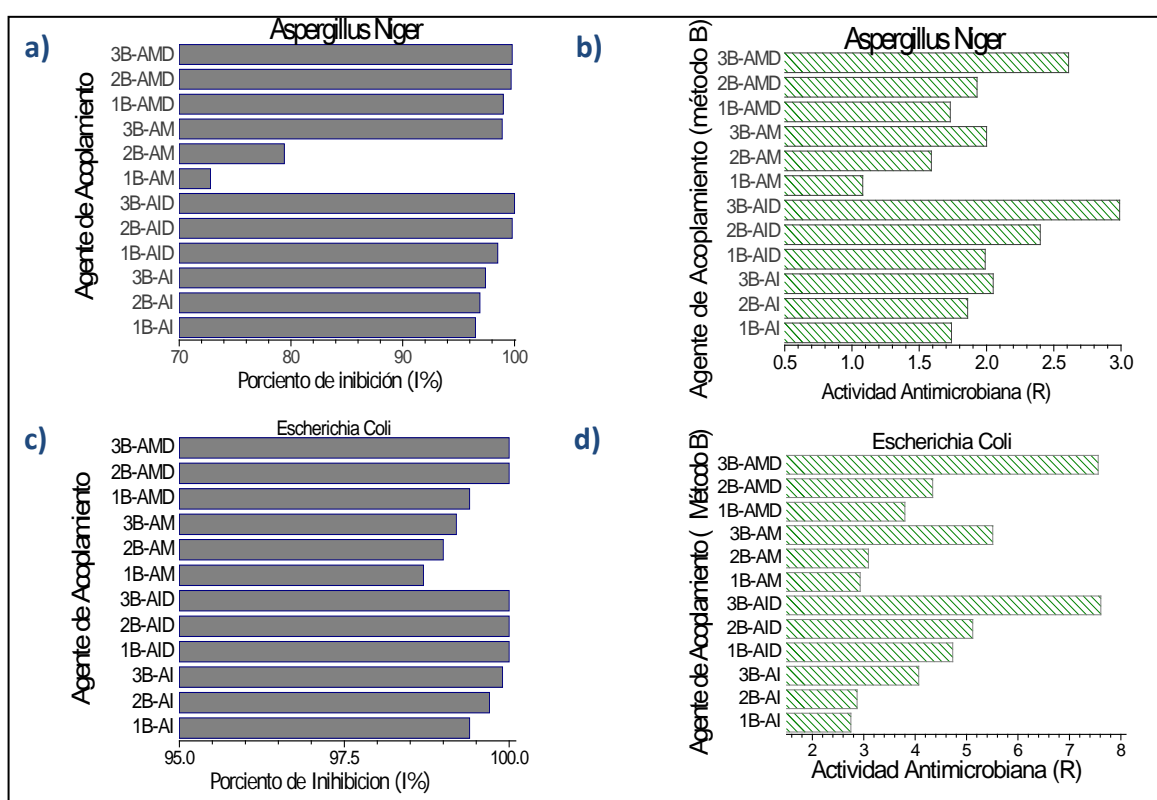 a)
Aspergillus Niger
Agente de Acoplamiento
3B-AMD
2B-AMD
1B-AMD
3B-AM
2B-AM
1B-AM
3B-AID
2B-AID
1B-AID
3B-AI
2B-AI
1B-AI
70 80 90 100
Porciento de inibición (I%)
b)
Aspergillus Niger
Agente de Acoplamiento (método B)
3B-AMD
2B-AMD
1B-AMD
3B-AM
2B-AM
1B-AM
3B-AID
2B-AID
1B-AID
3B-AI
2B-AI
1B-AI
0.5 1.0 1.5 2.0 2.5 3.0
Actividad Antimicrobiana (R)
c)
Escherichia Coli
Agente de Acoplamiento
3B-AMD
2B-AMD
1B-AMD
3B-AM
2B-AM
1B-AM
3B-AID
2B-AID
1B-AID
3B-AI
2B-AI
1B-AI
95.0 97.5 100.0
Porciento de Inihibicion (I%)
d)
Escherichia Coli
Agente de Acoplamiento ( Método B)
3B-AMD
2B-AMD
1B-AMD
3B-AM
2B-AM
1B-AM
3B-AID
2B-AID
1B-AID
3B-AI
2B-AI
1B-AI
2 3 4 5 6 7 8
Actividad Antimicrobiana (R)